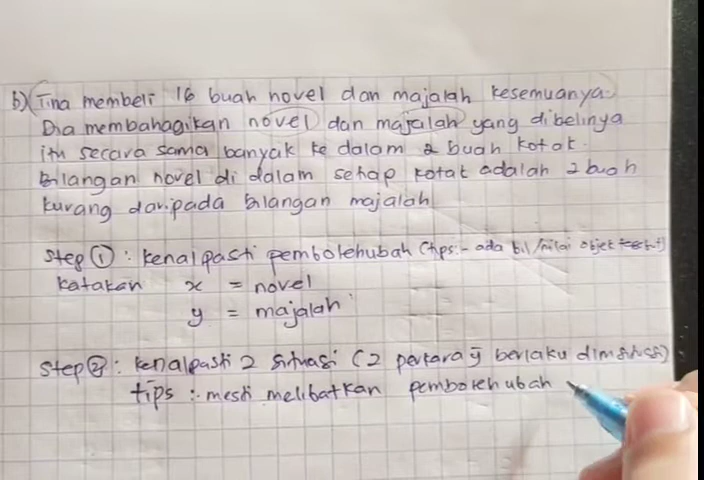 b) Tina membeli 16 buah novel dan majalah kesemuanya.
Dia membahagikan novel dan majalah yang dibelinya
itu secara sama banyak ke dalam 2 buah kotak.
Bilangan novel di dalam setiap kotak adalah 2 buah
kurang daripada bilangan majalah
Step ① : kenalpasti pembolehubah (tips:- ada bil/nilai objek
katakan x = novel
y = majalah
Step ② : kenalpasti 2 situasi (2 perkara yg berlaku dim situasi)
tips : mesti melibatkan pembolehubah